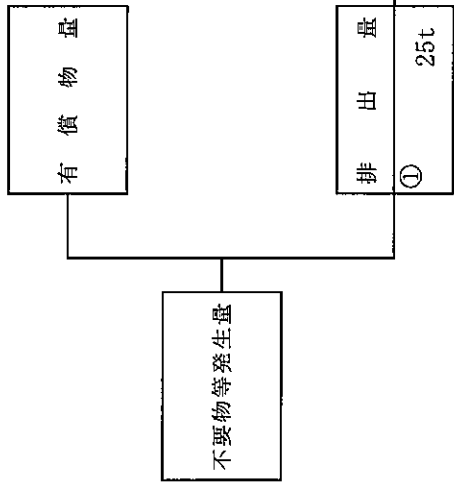 不要物等発生量
有償物量
排出量
① 25t